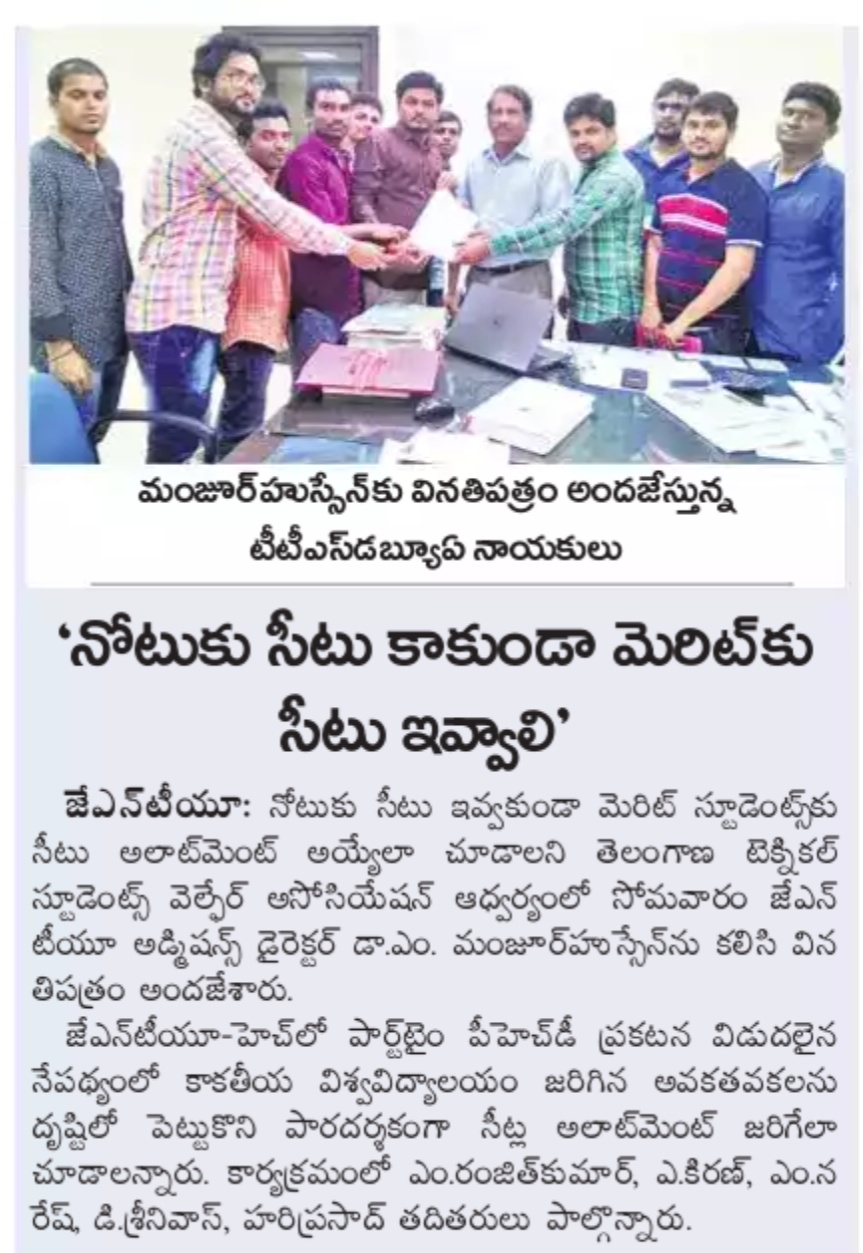 మంజూర్‌హుస్సేన్‌కు వినతిపత్రం అందజేస్తున్న
టీటీఎస్‌డబ్యూఏ నాయకులు
‘నోటుకు సీటు కాకుండా మెరిట్‌కు
సీటు ఇవ్వాలి’
జేఎన్‌టీయూ: నోటుకు సీటు ఇవ్వకుండా మెరిట్ స్టూడెంట్స్‌కు
సీటు అలాట్‌మెంట్ అయ్యేలా చూడాలని తెలంగాణ టెక్నికల్
స్టూడెంట్స్ వెల్ఫేర్ అసోసియేషన్ ఆధ్వర్యంలో సోమవారం జేఎన్
టీయూ అడ్మిషన్స్ డైరెక్టర్ డా.ఎం. మంజూర్‌హుస్సేన్‌ను కలిసి విన
తిపత్రం అందజేశారు.
జేఎన్‌టీయూ-హెచ్‌లో పార్ట్‌టైం పీహెచ్‌డీ ప్రకటన విడుదలైన
నేపథ్యంలో కాకతీయ విశ్వవిద్యాలయం జరిగిన అవకతవకలను
దృష్టిలో పెట్టుకొని పారదర్శకంగా సీట్ల అలాట్‌మెంట్ జరిగేలా
చూడాలన్నారు. కార్యక్రమంలో ఎం.రంజిత్‌కుమార్, ఎ.కిరణ్, ఎం.న
రేష్, డి.శ్రీనివాస్, హరిప్రసాద్ తదితరులు పాల్గొన్నారు.